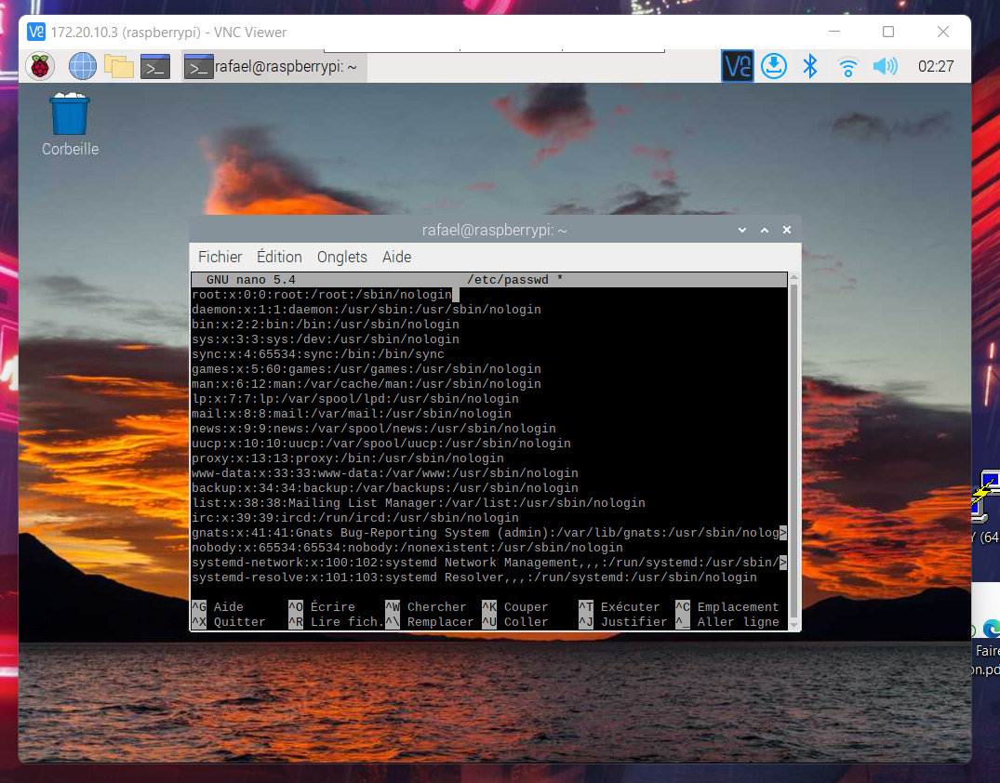 172.20.10.3 (raspberrypi) - VNC Viewer
rafael@raspberrypi: ~
02:27
Corbeille
rafael@raspberrypi: ~
Fichier Édition Onglets Aide
GNU nano 5.4 /etc/passwd *
root:x:0:0:root:/root:/sbin/nologin
daemon:x:1:1:daemon:/usr/sbin:/usr/sbin/nologin
bin:x:2:2:bin:/bin:/usr/sbin/nologin
sys:x:3:3:sys:/dev:/usr/sbin/nologin
sync:x:4:65534:sync:/bin:/bin/sync
games:x:5:60:games:/usr/games:/usr/sbin/nologin
man:x:6:12:man:/var/cache/man:/usr/sbin/nologin
lp:x:7:7:lp:/var/spool/lpd:/usr/sbin/nologin
mail:x:8:8:mail:/var/mail:/usr/sbin/nologin
news:x:9:9:news:/var/spool/news:/usr/sbin/nologin
uucp:x:10:10:uucp:/var/spool/uucp:/usr/sbin/nologin
proxy:x:13:13:proxy:/bin:/usr/sbin/nologin
www-data:x:33:33:www-data:/var/www:/usr/sbin/nologin
backup:x:34:34:backup:/var/backups:/usr/sbin/nologin
list:x:38:38:Mailing List Manager:/var/list:/usr/sbin/nologin
irc:x:39:39:ircd:/run/ircd:/usr/sbin/nologin
gnats:x:41:41:Gnats Bug-Reporting System (admin):/var/lib/gnats:/usr/sbin/nolog>
nobody:x:65534:65534:nobody:/nonexistent:/usr/sbin/nologin
systemd-network:x:100:102:systemd Network Management,,,:/run/systemd:/usr/sbin/>
systemd-resolve:x:101:103:systemd Resolver,,,:/run/systemd:/usr/sbin/nologin
^G Aide ^O Écrire ^W Chercher ^K Couper ^T Exécuter ^C Emplacement
^X Quitter ^R Lire fich. ^\ Remplacer ^U Coller ^J Justifier ^_ Aller ligne
Y (64
Faire
on.po